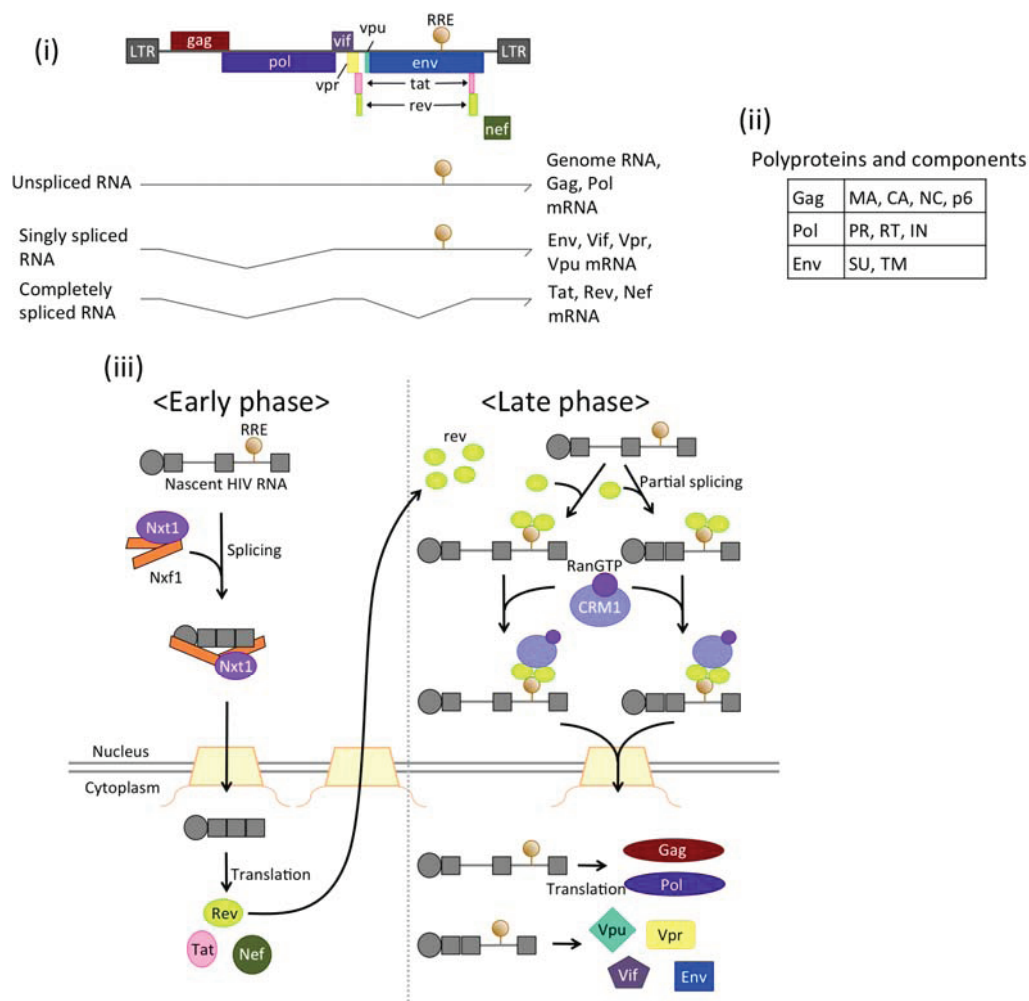 (i)
LTR
gag
pol
vif
vpu
RRE
env
LTR
vpr
tat
rev
nef
Unspliced RNA
Genome RNA,
Gag, Pol
mRNA
Singly spliced
RNA
Env, Vif, Vpr,
Vpu mRNA
Completely
spliced RNA
Tat, Rev, Nef
mRNA
(ii)
Polyproteins and components
Gag MA, CA, NC, p6
Pol PR, RT, IN
Env SU, TM
(iii)
<Early phase>
RRE
Nascent HIV RNA
Nxt1
Nxf1
Splicing
Nxt1
Nucleus
Cytoplasm
Translation
Rev
Tat
Nef
<Late phase>
rev
Partial splicing
RanGTP
CRM1
Translation
Gag
Pol
Vpu
Vpr
Vif
Env